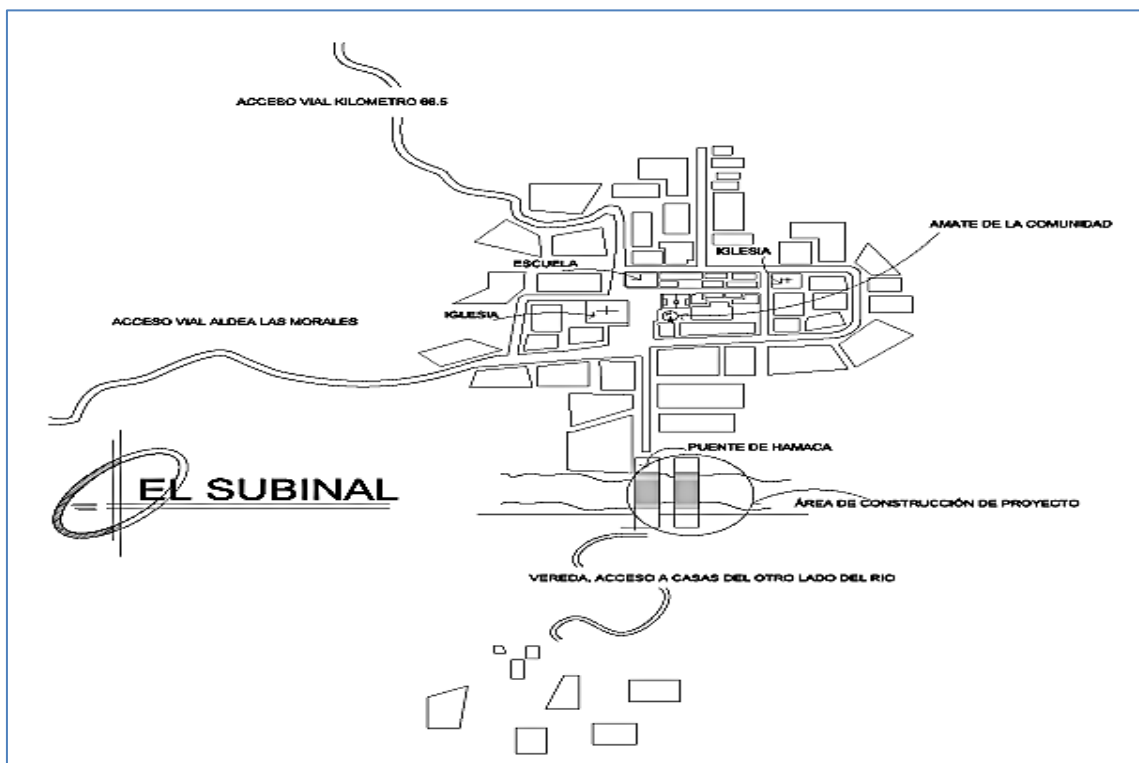 ACCESO VIAL KILOMETRO 66.5
AMATE DE LA COMUNIDAD
IGLESIA
ESCUELA
IGLESIA
ACCESO VIAL ALDEA LAS MORALES
PUENTE DE HAMACA
EL SUBINAL
ÁREA DE CONSTRUCCIÓN DE PROYECTO
VEREDA, ACCESO A CASAS DEL OTRO LADO DEL RIO